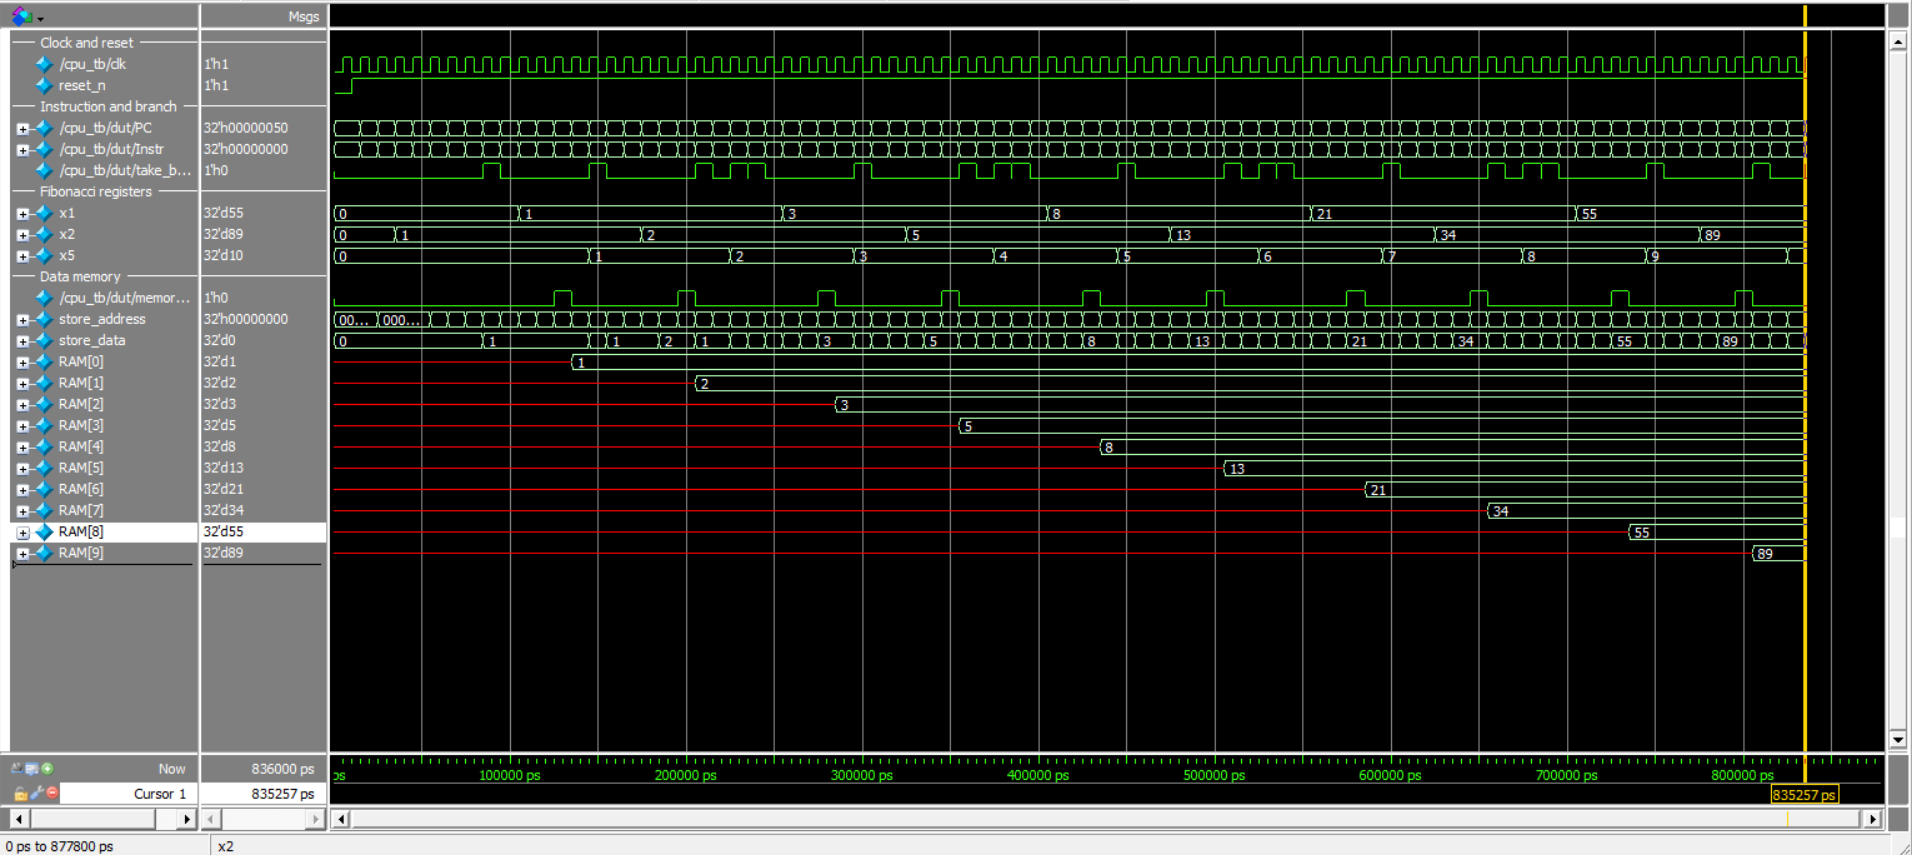 Msgs
Clock and reset
/cpu_tb/clk 1'h1
reset_n 1'h1
Instruction and branch
/cpu_tb/dut/PC 32'h00000050
/cpu_tb/dut/Instr 32'h00000000
/cpu_tb/dut/take_b... 1'h0
Fibonacci registers
x1 32'd55 0 1 3 8 21 55
x2 32'd89 0 1 2 5 13 34 89
x5 32'd10 0 1 2 3 4 5 6 7 8 9
Data memory
/cpu_tb/dut/memor... 1'h0
store_address 32'h00000000 00... 000...
store_data 32'd0 0 1 1 2 1 3 5 8 13 21 34 55 89
RAM[0] 32'd1 1
RAM[1] 32'd2 2
RAM[2] 32'd3 3
RAM[3] 32'd5 5
RAM[4] 32'd8 8
RAM[5] 32'd13 13
RAM[6] 32'd21 21
RAM[7] 32'd34 34
RAM[8] 32'd55 55
RAM[9] 32'd89 89
Now 836000 ps ps 100000 ps 200000 ps 300000 ps 400000 ps 500000 ps 600000 ps 700000 ps 800000 ps
Cursor 1 835257 ps 835257 ps
0 ps to 877800 ps x2